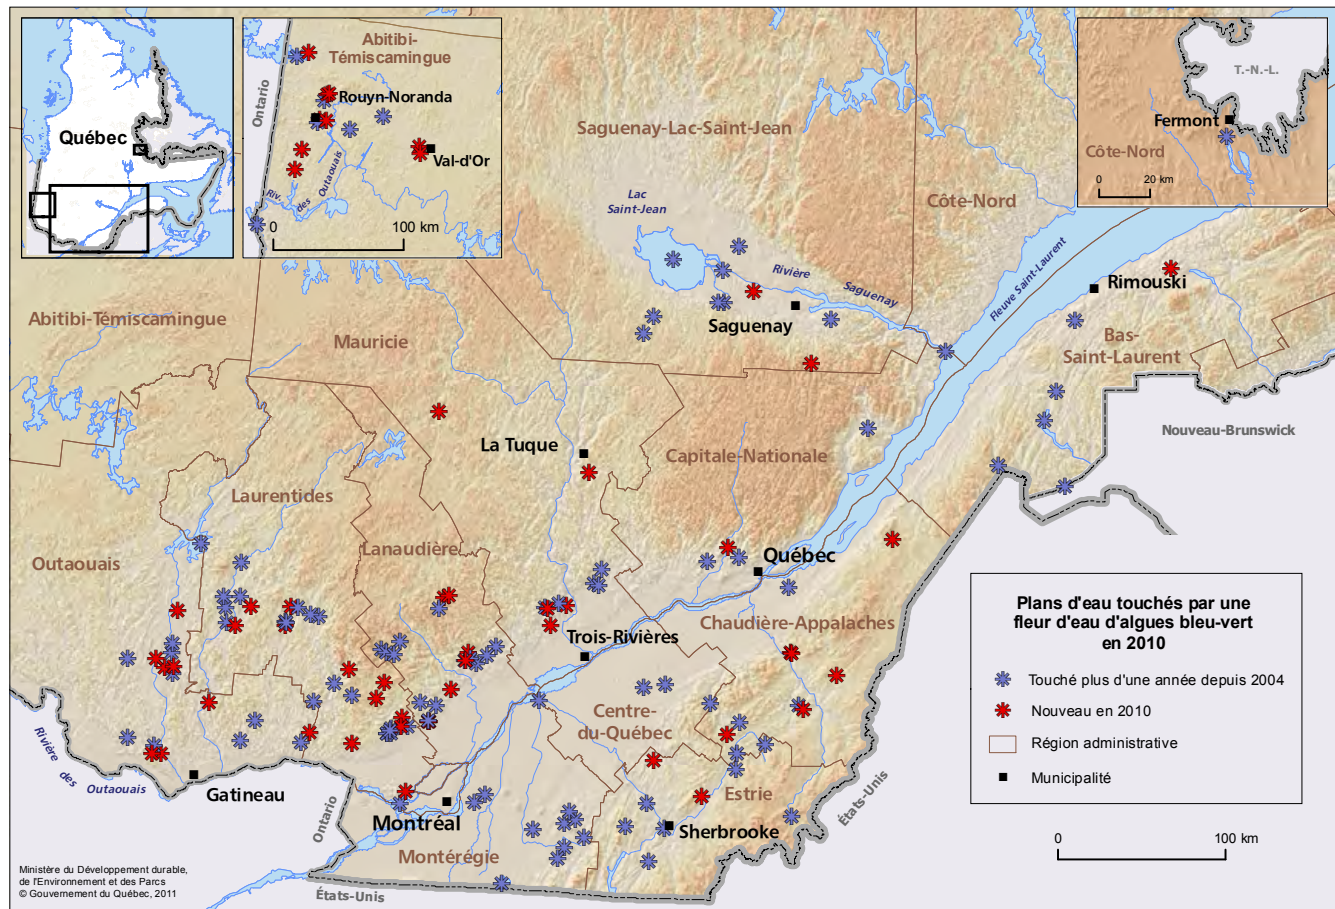 Québec
Abitibi-
Témiscamingue
Ontario
Rouyn-Noranda
Val-d'Or
Riv.
des Outaouais
0 100 km
T.-N.-L.
Fermont
Côte-Nord
0 20 km
Saguenay-Lac-Saint-Jean
Lac
Saint-Jean
Côte-Nord
Rivière
Saguenay
Fleuve Saint-Laurent
Rimouski
Saguenay
Bas-
Saint-Laurent
Abitibi-Témiscamingue
Mauricie
Nouveau-Brunswick
La Tuque
Capitale-Nationale
Laurentides
Lanaudière
Outaouais
Québec
Trois-Rivières
Chaudière-Appalaches
Centre-
du-Québec
Rivière des
Outaouais
Gatineau
Ontario
Montréal
Montérégie
Estrie
Sherbrooke
États-Unis
États-Unis
Plans d'eau touchés par une
fleur d'eau d'algues bleu-vert
en 2010
Touché plus d'une année depuis 2004
Nouveau en 2010
Région administrative
Municipalité
0 100 km
Ministère du Développement durable,
de l'Environnement et des Parcs
© Gouvernement du Québec, 2011